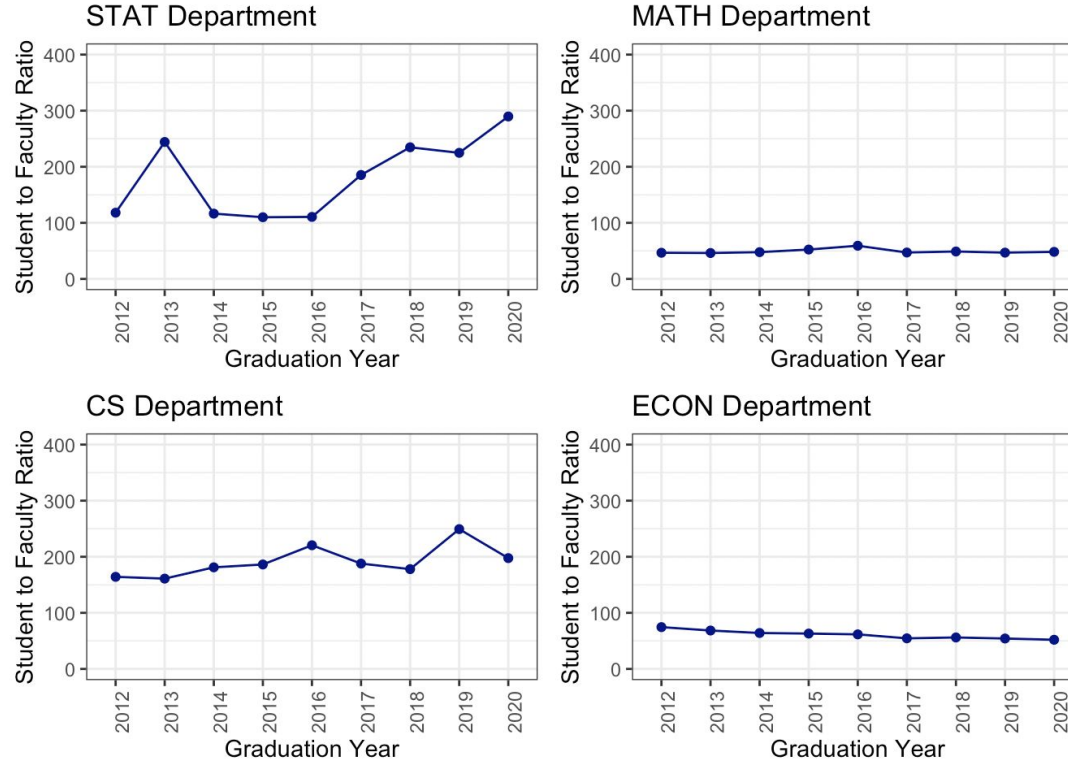 STAT Department
Student to Faculty Ratio
400
300
200
100
0
2012 2013 2014 2015 2016 2017 2018 2019 2020
Graduation Year
MATH Department
Student to Faculty Ratio
400
300
200
100
0
2012 2013 2014 2015 2016 2017 2018 2019 2020
Graduation Year
CS Department
Student to Faculty Ratio
400
300
200
100
0
2012 2013 2014 2015 2016 2017 2018 2019 2020
Graduation Year
ECON Department
Student to Faculty Ratio
400
300
200
100
0
2012 2013 2014 2015 2016 2017 2018 2019 2020
Graduation Year